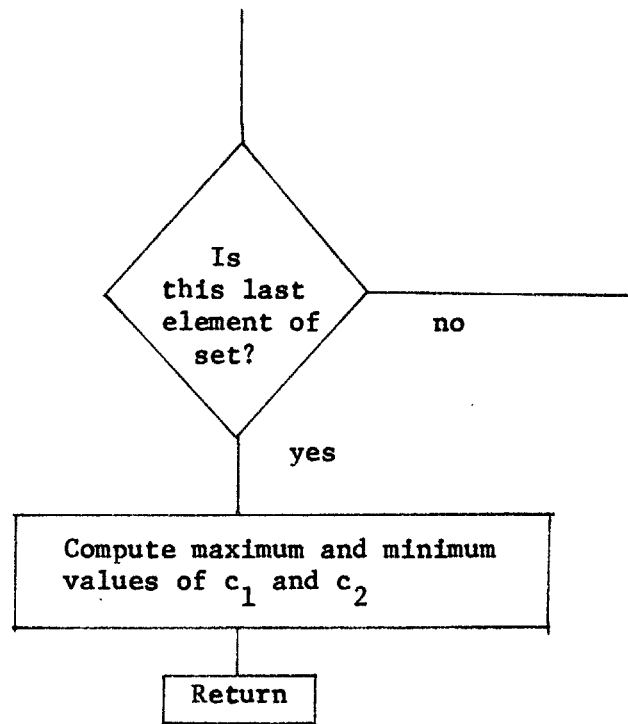 Is
this last
element of
set?
no
yes
Compute maximum and minimum
values of c₁ and c₂
Return